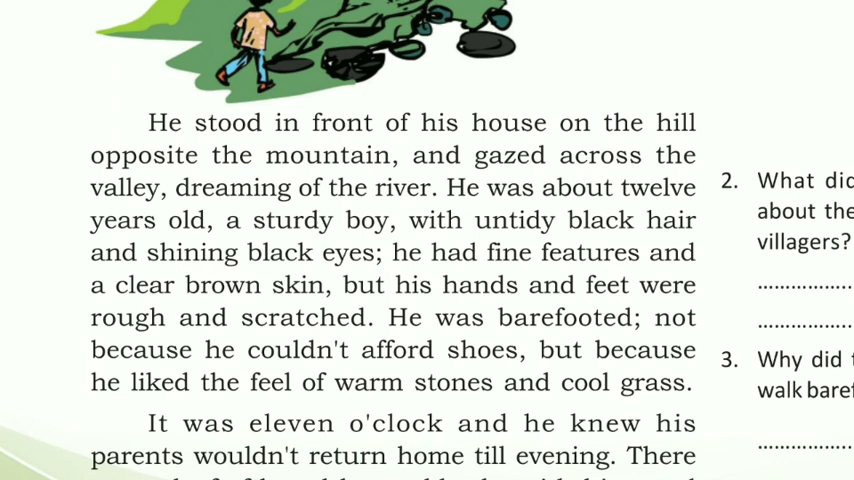 He stood in front of his house on the hill
opposite the mountain, and gazed across the
valley, dreaming of the river. He was about twelve
years old, a sturdy boy, with untidy black hair
and shining black eyes; he had fine features and
a clear brown skin, but his hands and feet were
rough and scratched. He was barefooted; not
because he couldn't afford shoes, but because
he liked the feel of warm stones and cool grass.
It was eleven o'clock and he knew his
parents wouldn't return home till evening. There
2. What did
about the
villagers?
3. Why did
walk